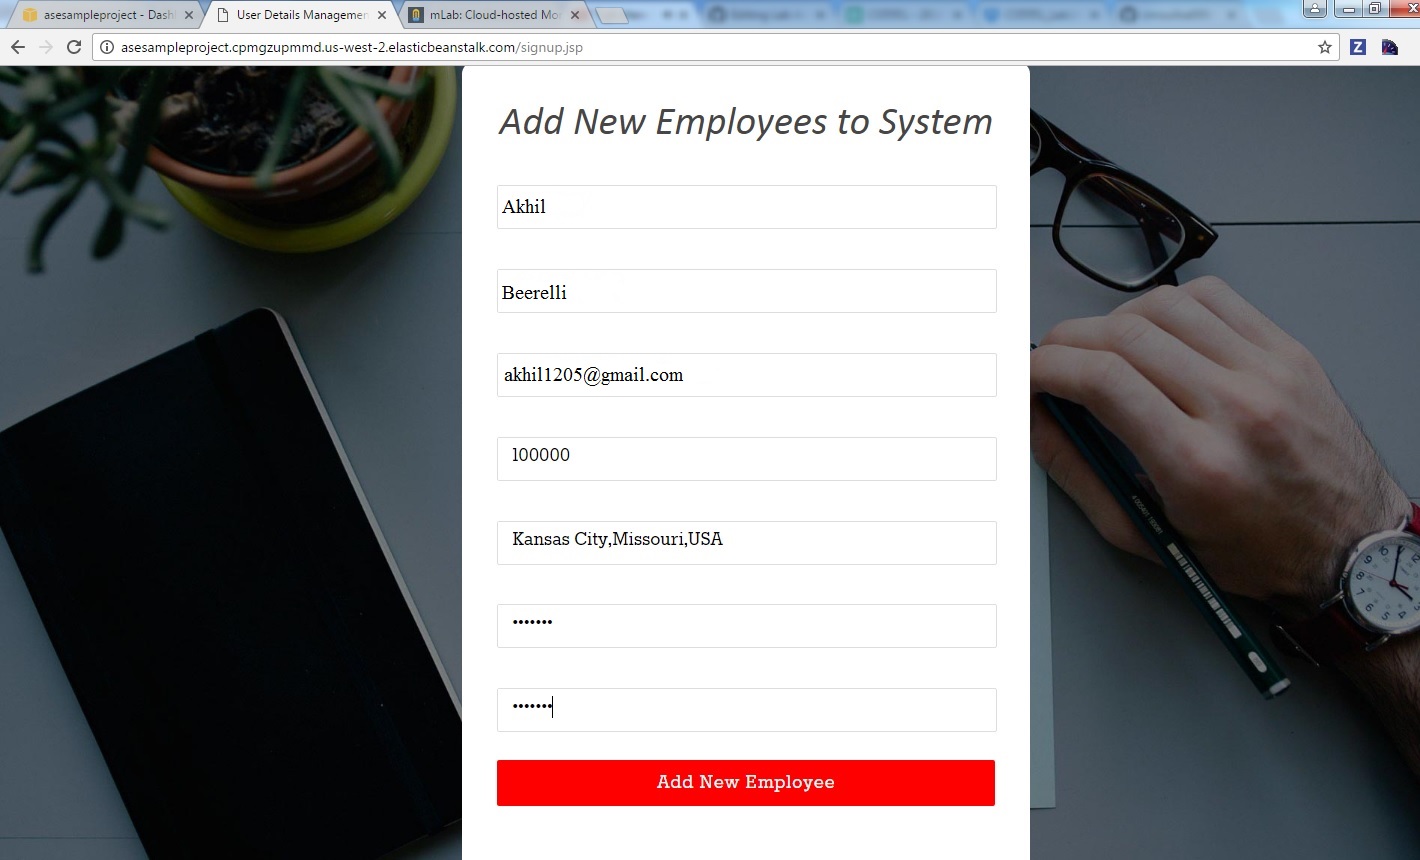 asesampleproject - Dash
User Details Managemen
mLab: Cloud-hosted Mo
asesampleproject.cpmgzupmmd.us-west-2.elasticbeanstalk.com/signup.jsp
Z
Add New Employees to System
Akhil
Beerelli
akhil1205@gmail.com
100000
Kansas City,Missouri,USA
•••••••
•••••••
Add New Employee